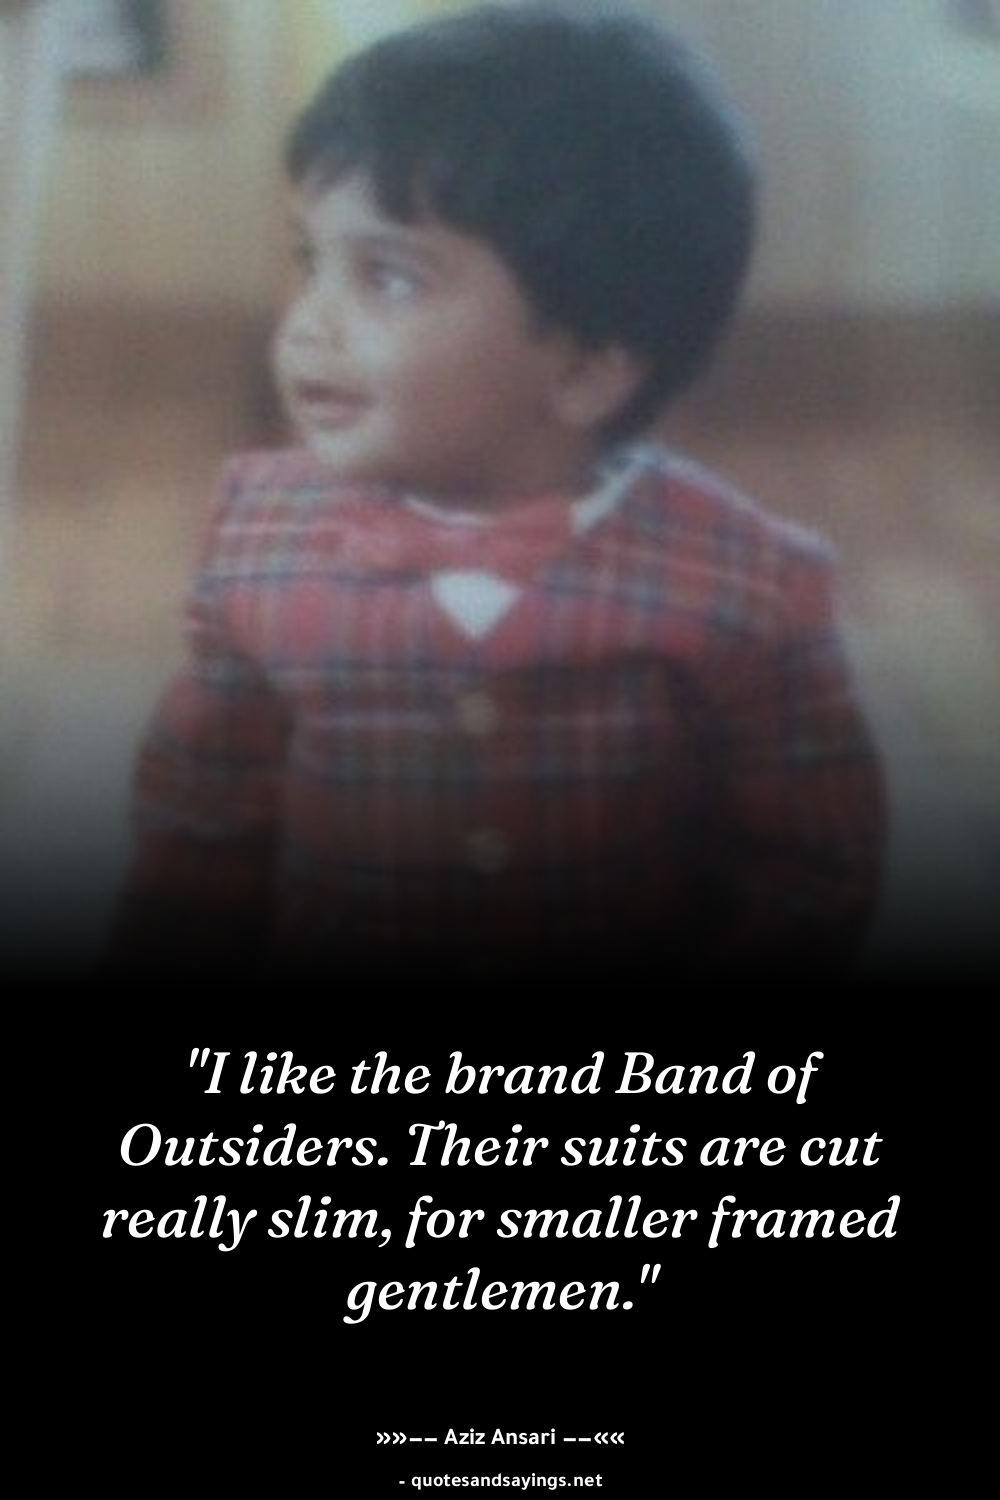 "I like the brand Band of
Outsiders. Their suits are cut
really slim, for smaller framed
gentlemen."
»»–– Aziz Ansari ––««
- quotesandsayings.net